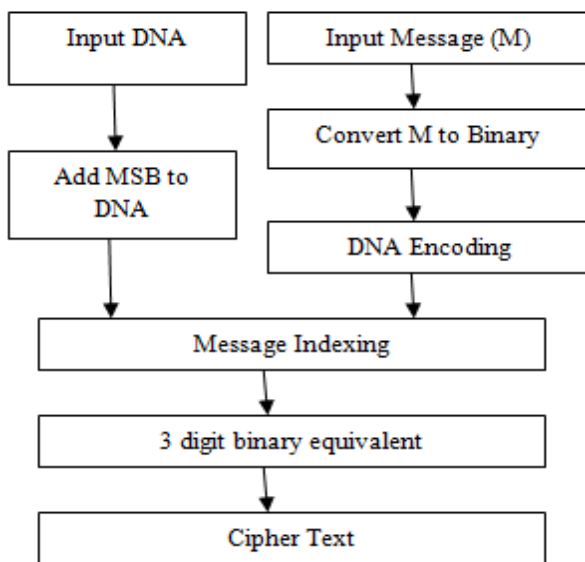 Input DNA
Input Message (M)
Convert M to Binary
Add MSB to
DNA
DNA Encoding
Message Indexing
3 digit binary equivalent
Cipher Text